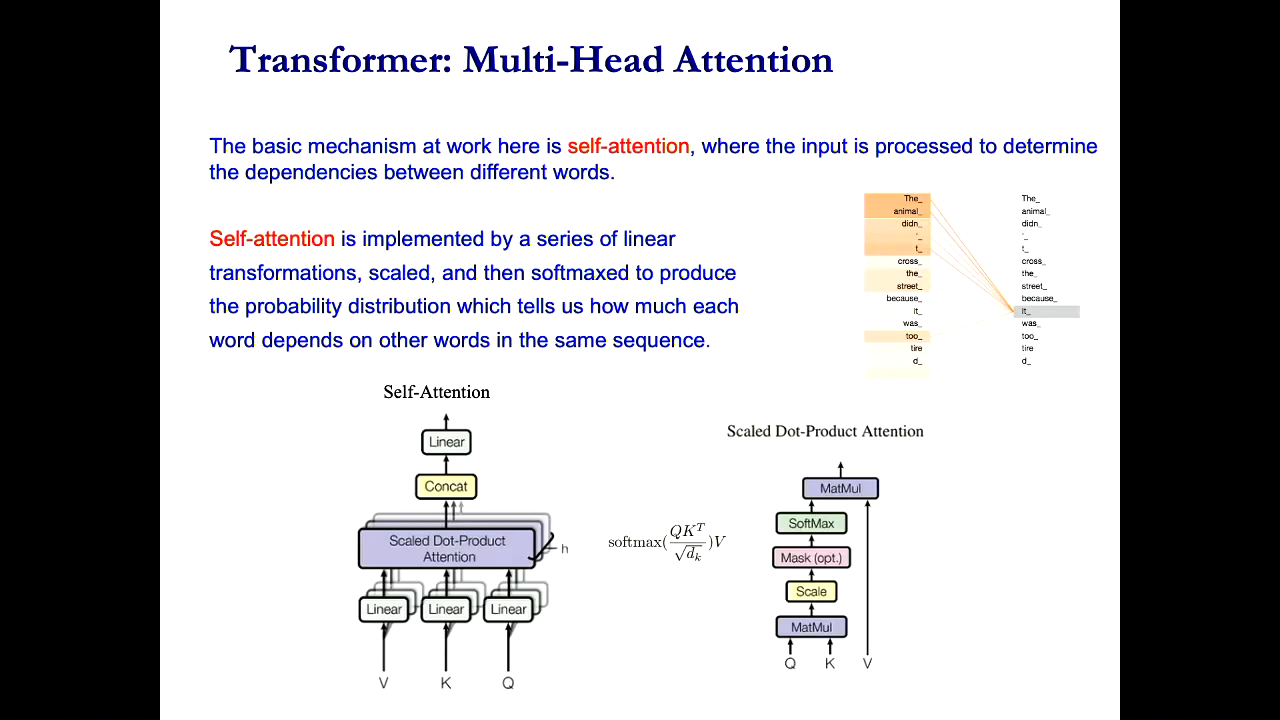 Transformer: Multi-Head Attention
The basic mechanism at work here is self-attention, where the input is processed to determine
the dependencies between different words.
Self-attention is implemented by a series of linear
transformations, scaled, and then softmaxed to produce
the probability distribution which tells us how much each
word depends on other words in the same sequence.
The_ The_
animal_ animal_
didn_ didn_
'_ '_
t_ t_
cross_ cross_
the_ the_
street_ street_
because_ because_
it_ it_
was_ was_
too_ too_
tire tire
d_ d_
Self-Attention
Linear
Concat
Scaled Dot-Product
Attention
h
Linear Linear Linear
V K Q
softmax(QK^T/√d_k)V
Scaled Dot-Product Attention
MatMul
SoftMax
Mask (opt.)
Scale
MatMul
Q K V